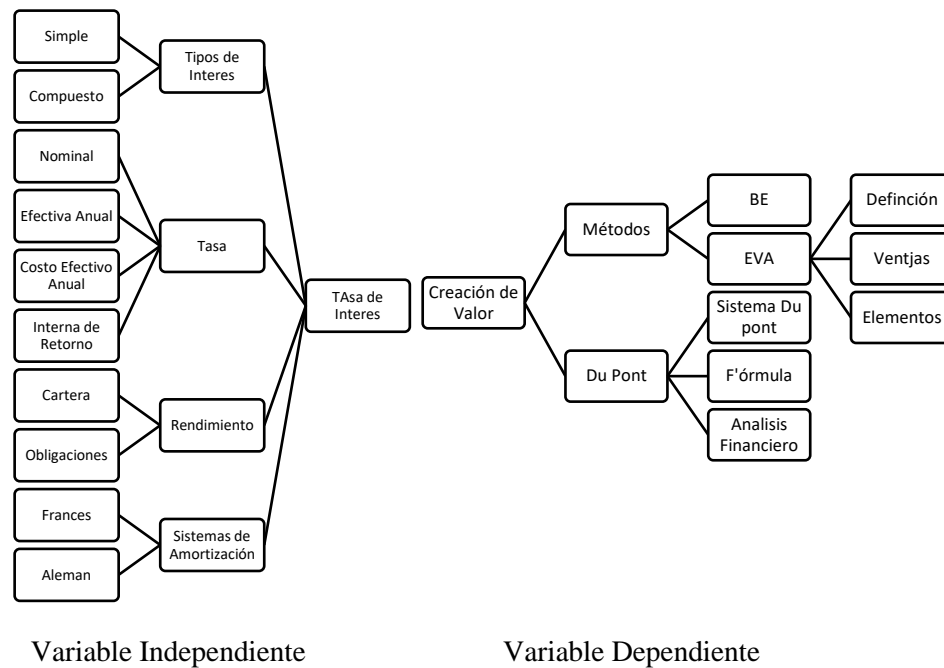 Simple
Compuesto
Tipos de
Interes
Nominal
Efectiva Anual
Costo Efectivo
Anual
Interna de
Retorno
Tasa
Cartera
Obligaciones
Rendimiento
Frances
Aleman
Sistemas de
Amortización
TAsa de
Interes
Creación de
Valor
Métodos
BE
EVA
Definción
Ventjas
Elementos
Du Pont
Sistema Du
pont
F'órmula
Analisis
Financiero
Variable Independiente
Variable Dependiente